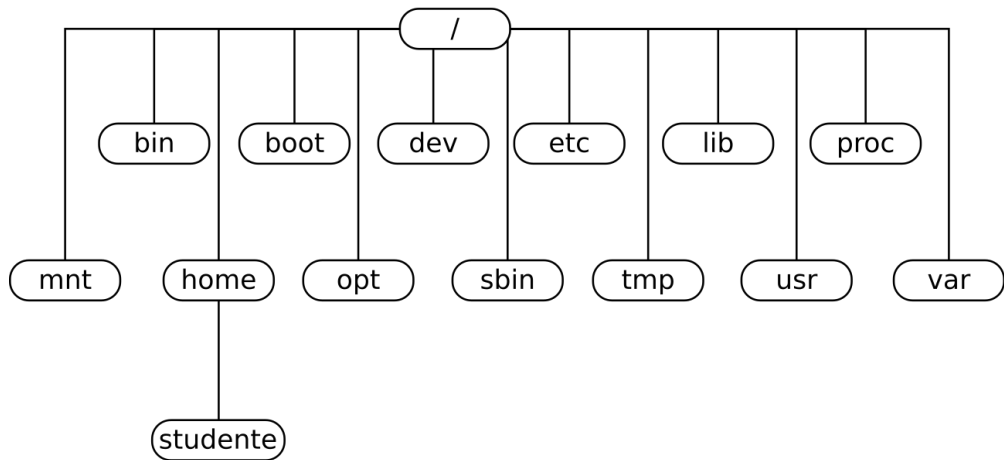 /
bin boot dev etc lib proc
mnt home opt sbin tmp usr var
studente